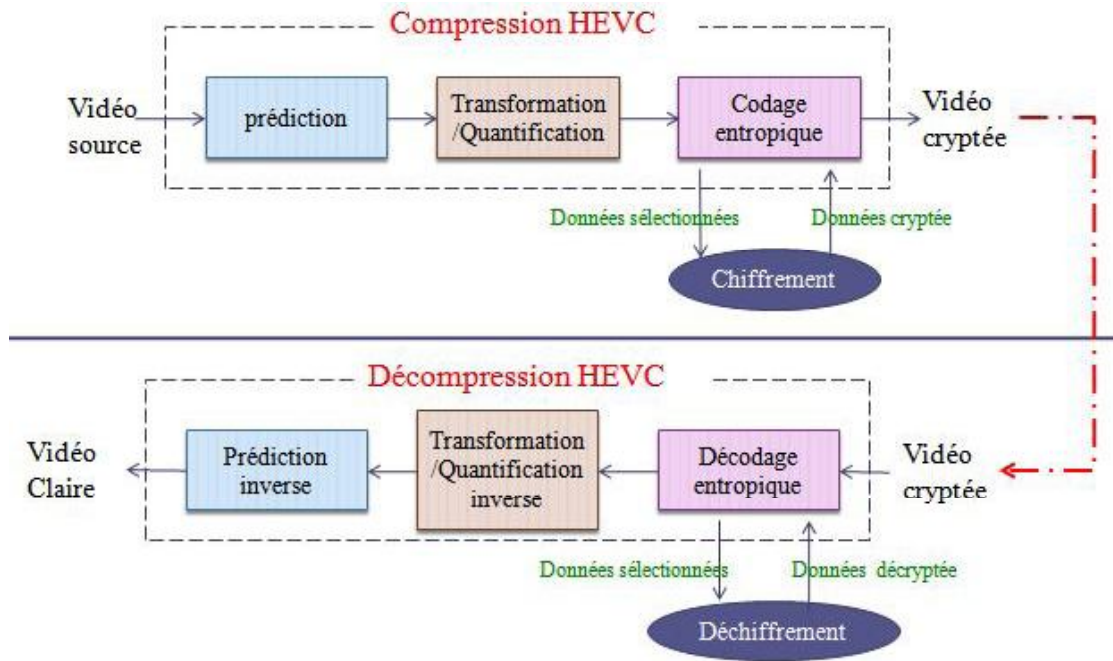 Compression HEVC
Vidéo
source
prédiction
Transformation
/Quantification
Codage
entropique
Vidéo
cryptée
Données sélectionnées
Données cryptée
Chiffrement
Décompression HEVC
Vidéo
Claire
Prédiction
inverse
Transformation
/Quantification
inverse
Décodage
entropique
Vidéo
cryptée
Données sélectionnées
Données décryptée
Déchiffrement